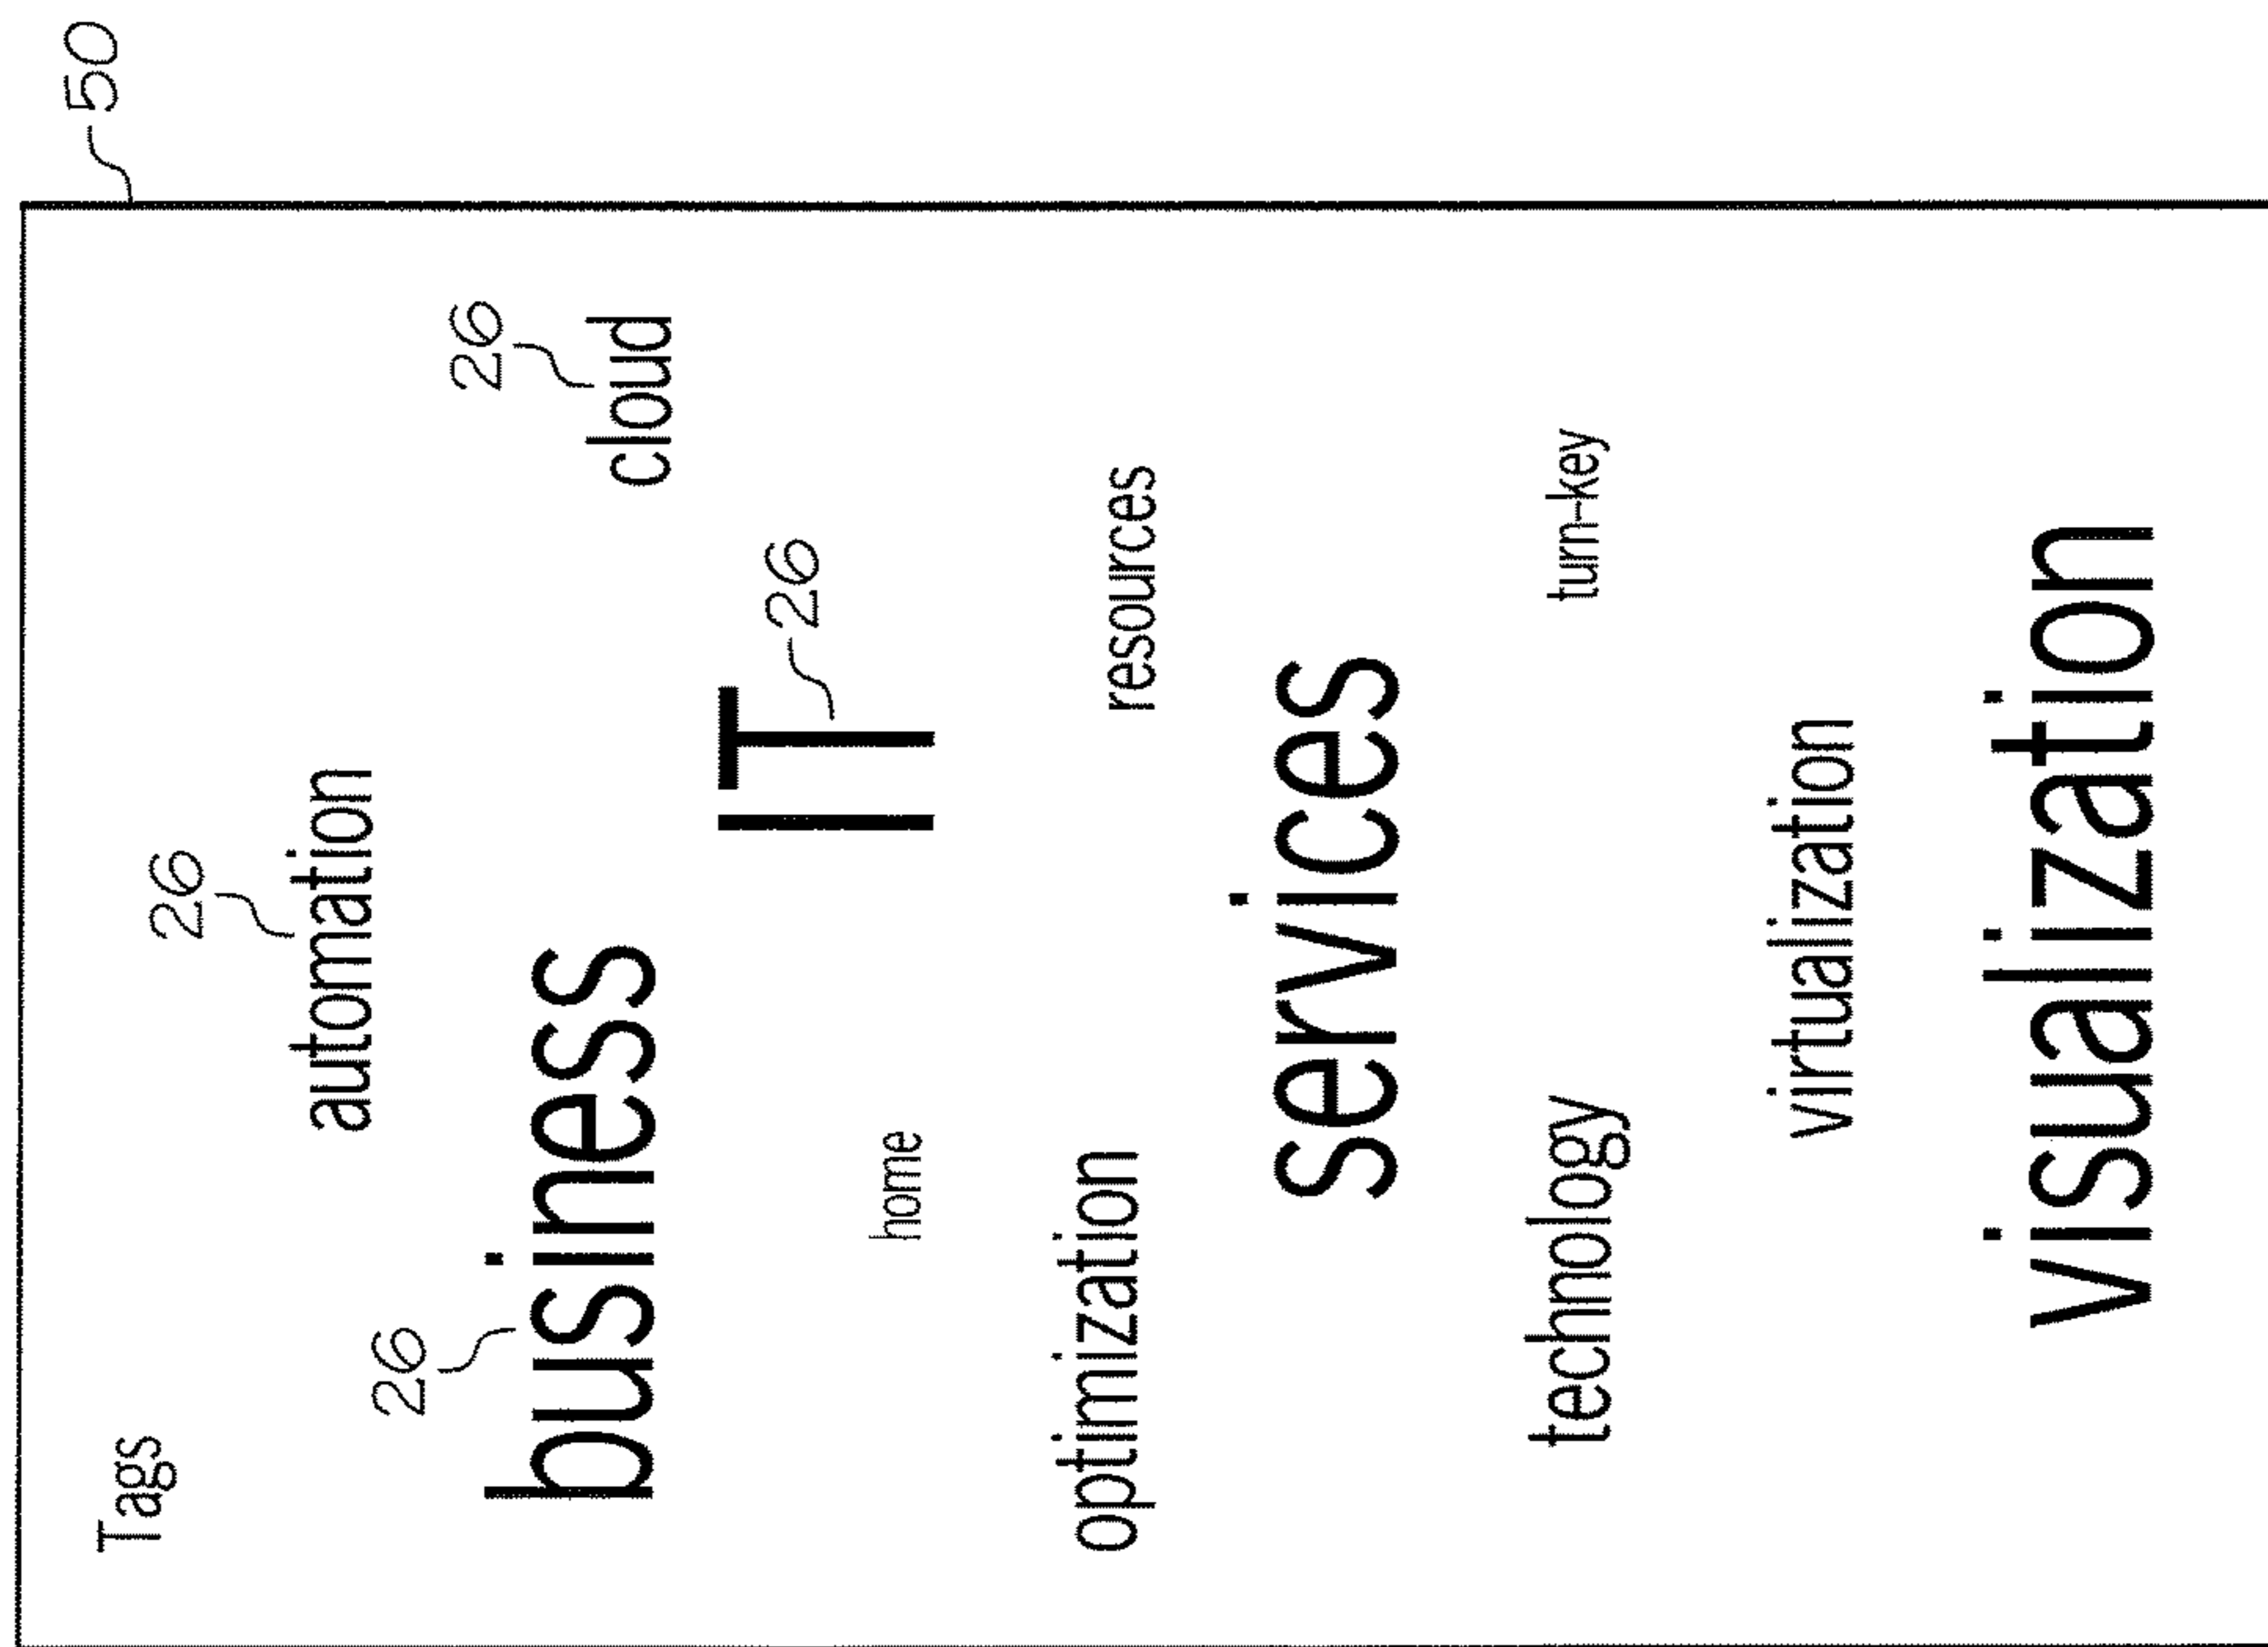 50
Tags
26
automation
26
business
26
cloud
IT
26
home
optimization
resources
services
technology
turn-key
virtualization
visualization